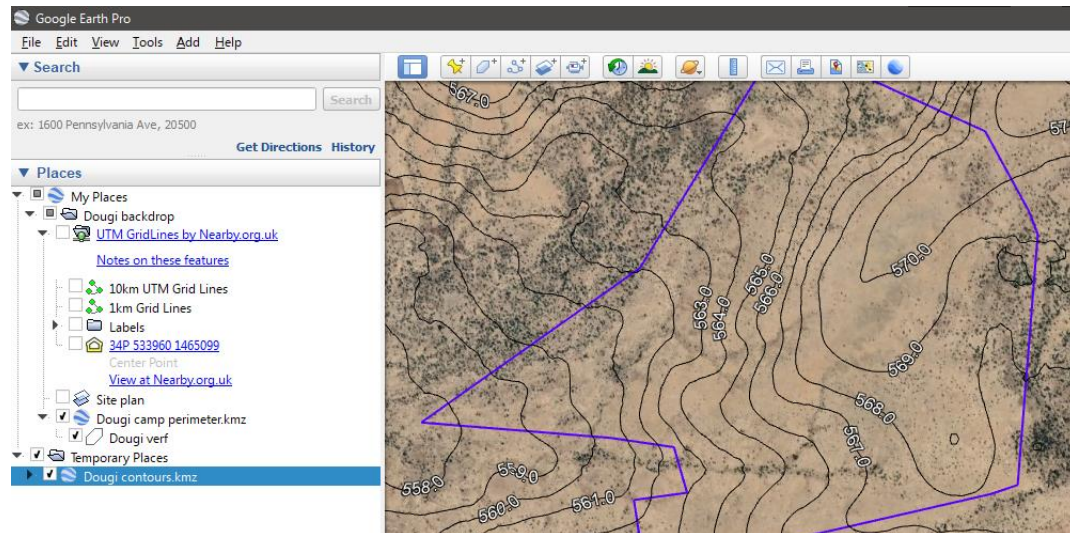 Google Earth Pro
File Edit View Tools Add Help
Search
Search
ex: 1600 Pennsylvania Ave, 20500
Get Directions History
Places
My Places
Dougi backdrop
UTM GridLines by Nearby.org.uk
Notes on these features
10km UTM Grid Lines
1km Grid Lines
Labels
34P 533960 1465099
Center Point
View at Nearby.org.uk
Site plan
Dougi camp perimeter.kmz
Dougi verf
Temporary Places
Dougi contours.kmz
567.0
57
570.0
565.0
566.0
563.0
564.0
569.0
568.0
567.0
559.0
558.0
560.0
561.0